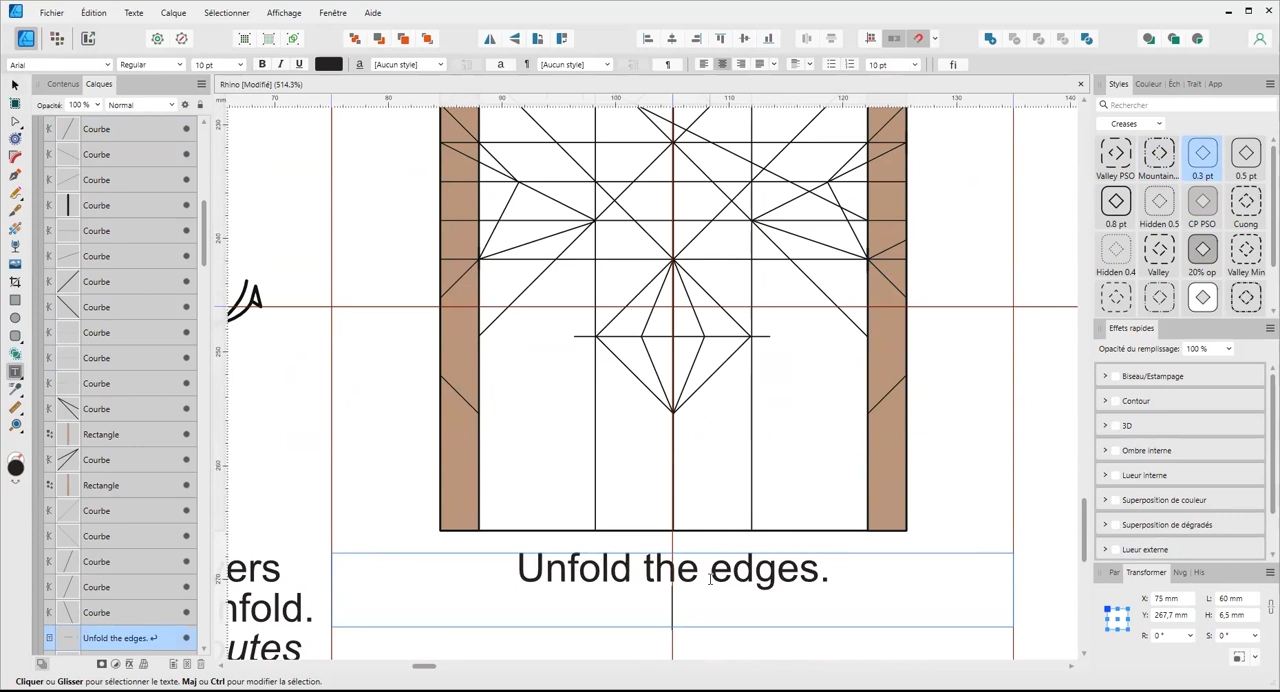 Fichier Édition Texte Calque Sélectionner Affichage Fenêtre Aide
Arial Regular 10 pt B I U a [Aucun style] a ¶ [Aucun style] ¶ 10 pt fi
Contenus Calques
Rhino [Modifié] (514.3%)
Styles Couleur Éch Trait App
Opacité: 100 % Normal
mm 70 80 90 100 110 120 130 140
Rechercher
Creases
Courbe
Courbe
Courbe
Courbe
Courbe
Courbe
Courbe
Courbe
Courbe
Courbe
Courbe
Courbe
Rectangle
Courbe
Rectangle
Courbe
Courbe
Courbe
Courbe
Unfold the edges.
230
240
250
260
270
Valley PSO Mountain... 0.3 pt 0.5 pt
0.8 pt Hidden 0.5 CP PSO Cuong
Hidden 0.4 Valley 20% op Valley Min
Effets rapides
Opacité du remplissage: 100 %
Biseau/Estampage
Contour
3D
Ombre interne
Lueur interne
Superposition de couleur
Superposition de dégradés
Lueur externe
Unfold the edges.
ers
nfold.
utes
Par Transformer Nvg His
X: 75 mm L: 60 mm
Y: 267,7 mm H: 6,5 mm
R: 0 ° S: 0 °
Cliquer ou Glisser pour sélectionner le texte. Maj ou Ctrl pour modifier la sélection.